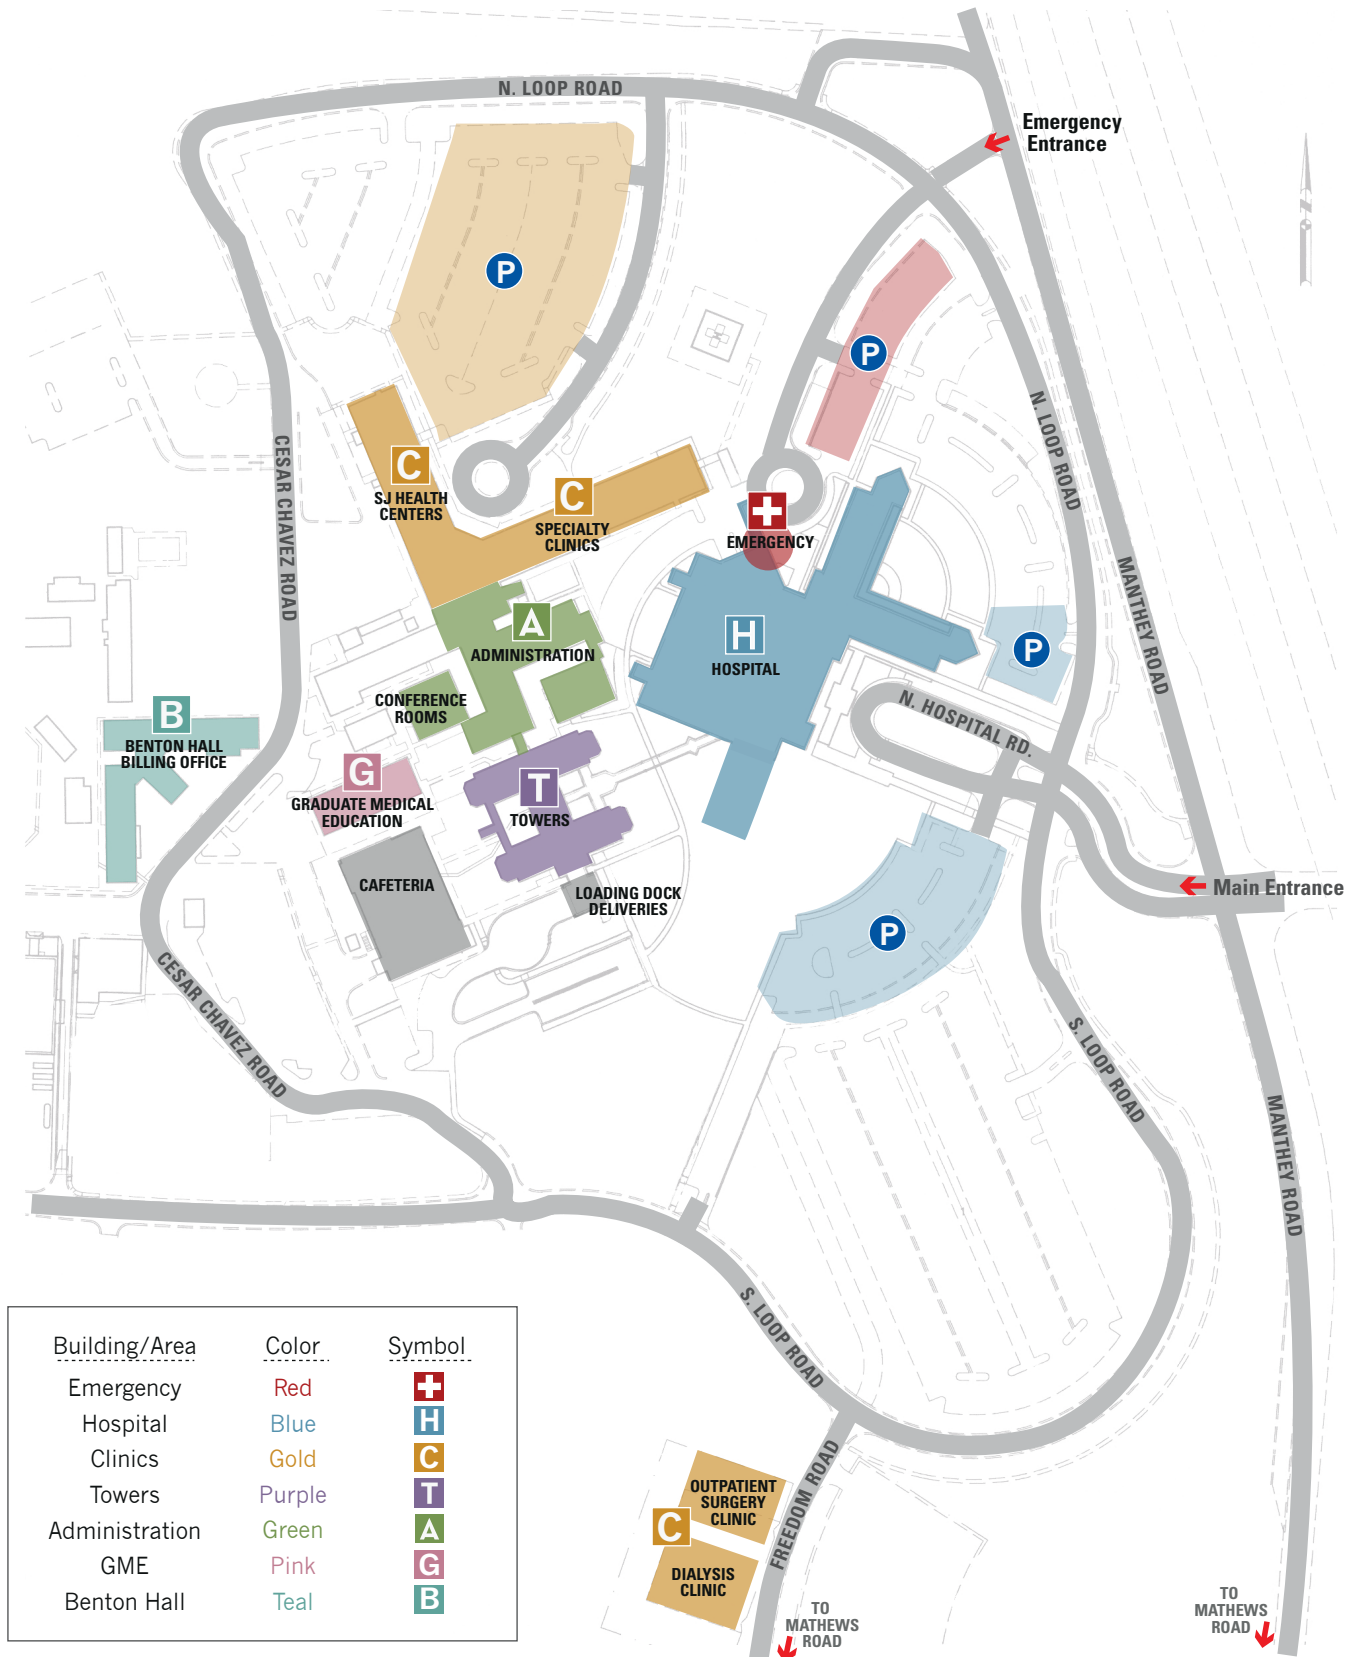 N. LOOP ROAD
Emergency
Entrance
N
P
P
N. LOOP ROAD
CESAR CHAVEZ ROAD
C
SJ HEALTH
CENTERS
C
SPECIALTY
CLINICS
EMERGENCY
MANTHEY ROAD
A
ADMINISTRATION
H
HOSPITAL
P
CONFERENCE
ROOMS
N. HOSPITAL RD.
B
BENTON HALL
BILLING OFFICE
G
GRADUATE MEDICAL
EDUCATION
T
TOWERS
CAFETERIA
LOADING DOCK
DELIVERIES
Main Entrance
P
CESAR CHAVEZ ROAD
S. LOOP ROAD
MANTHEY ROAD
S. LOOP ROAD
Building/Area Color Symbol
Emergency Red
Hospital Blue H
Clinics Gold C
Towers Purple T
Administration Green A
GME Pink G
Benton Hall Teal B
OUTPATIENT
SURGERY
CLINIC
C
DIALYSIS
CLINIC
FREEDOM ROAD
TO
MATHEWS
ROAD
TO
MATHEWS
ROAD